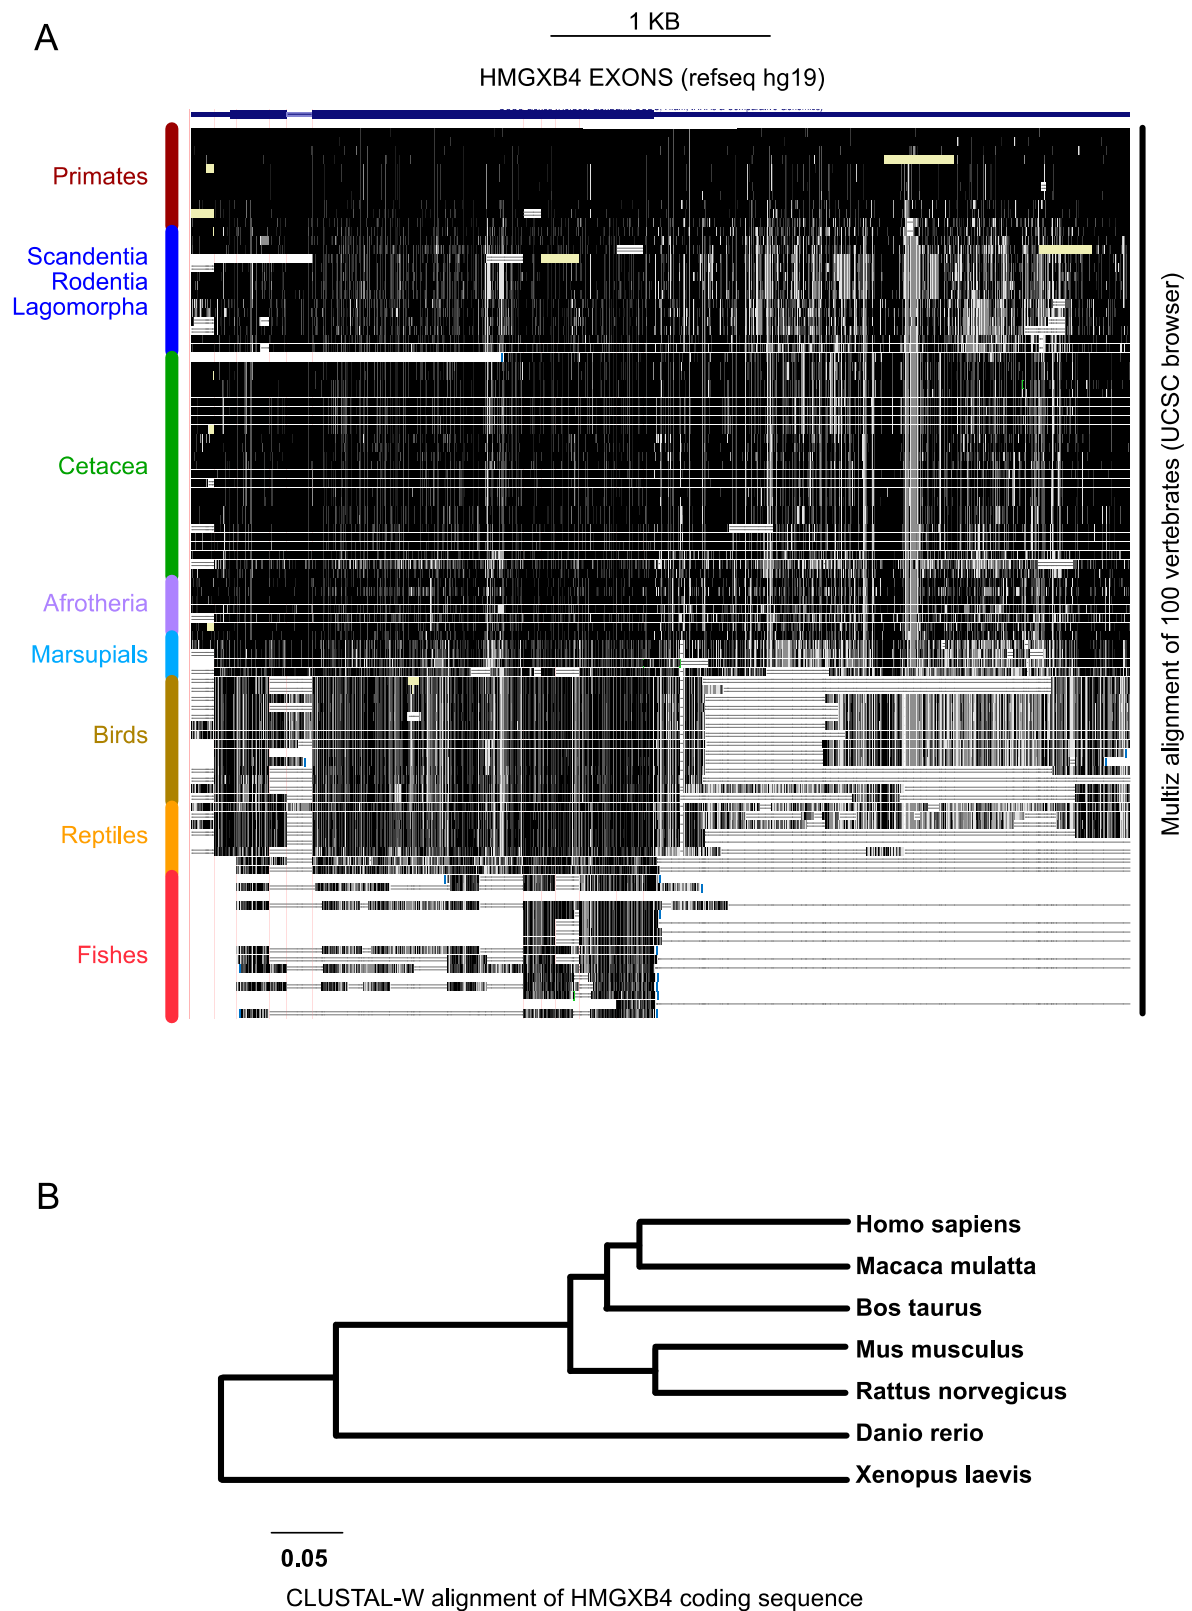 A
1 KB
HMGXB4 EXONS (refseq hg19)
Primates
Scandentia
Rodentia
Lagomorpha
Cetacea
Afrotheria
Marsupials
Birds
Reptiles
Fishes
Multiz alignment of 100 vertebrates (UCSC browser)
B
Homo sapiens
Macaca mulatta
Bos taurus
Mus musculus
Rattus norvegicus
Danio rerio
Xenopus laevis
0.05
CLUSTAL-W alignment of HMGXB4 coding sequence